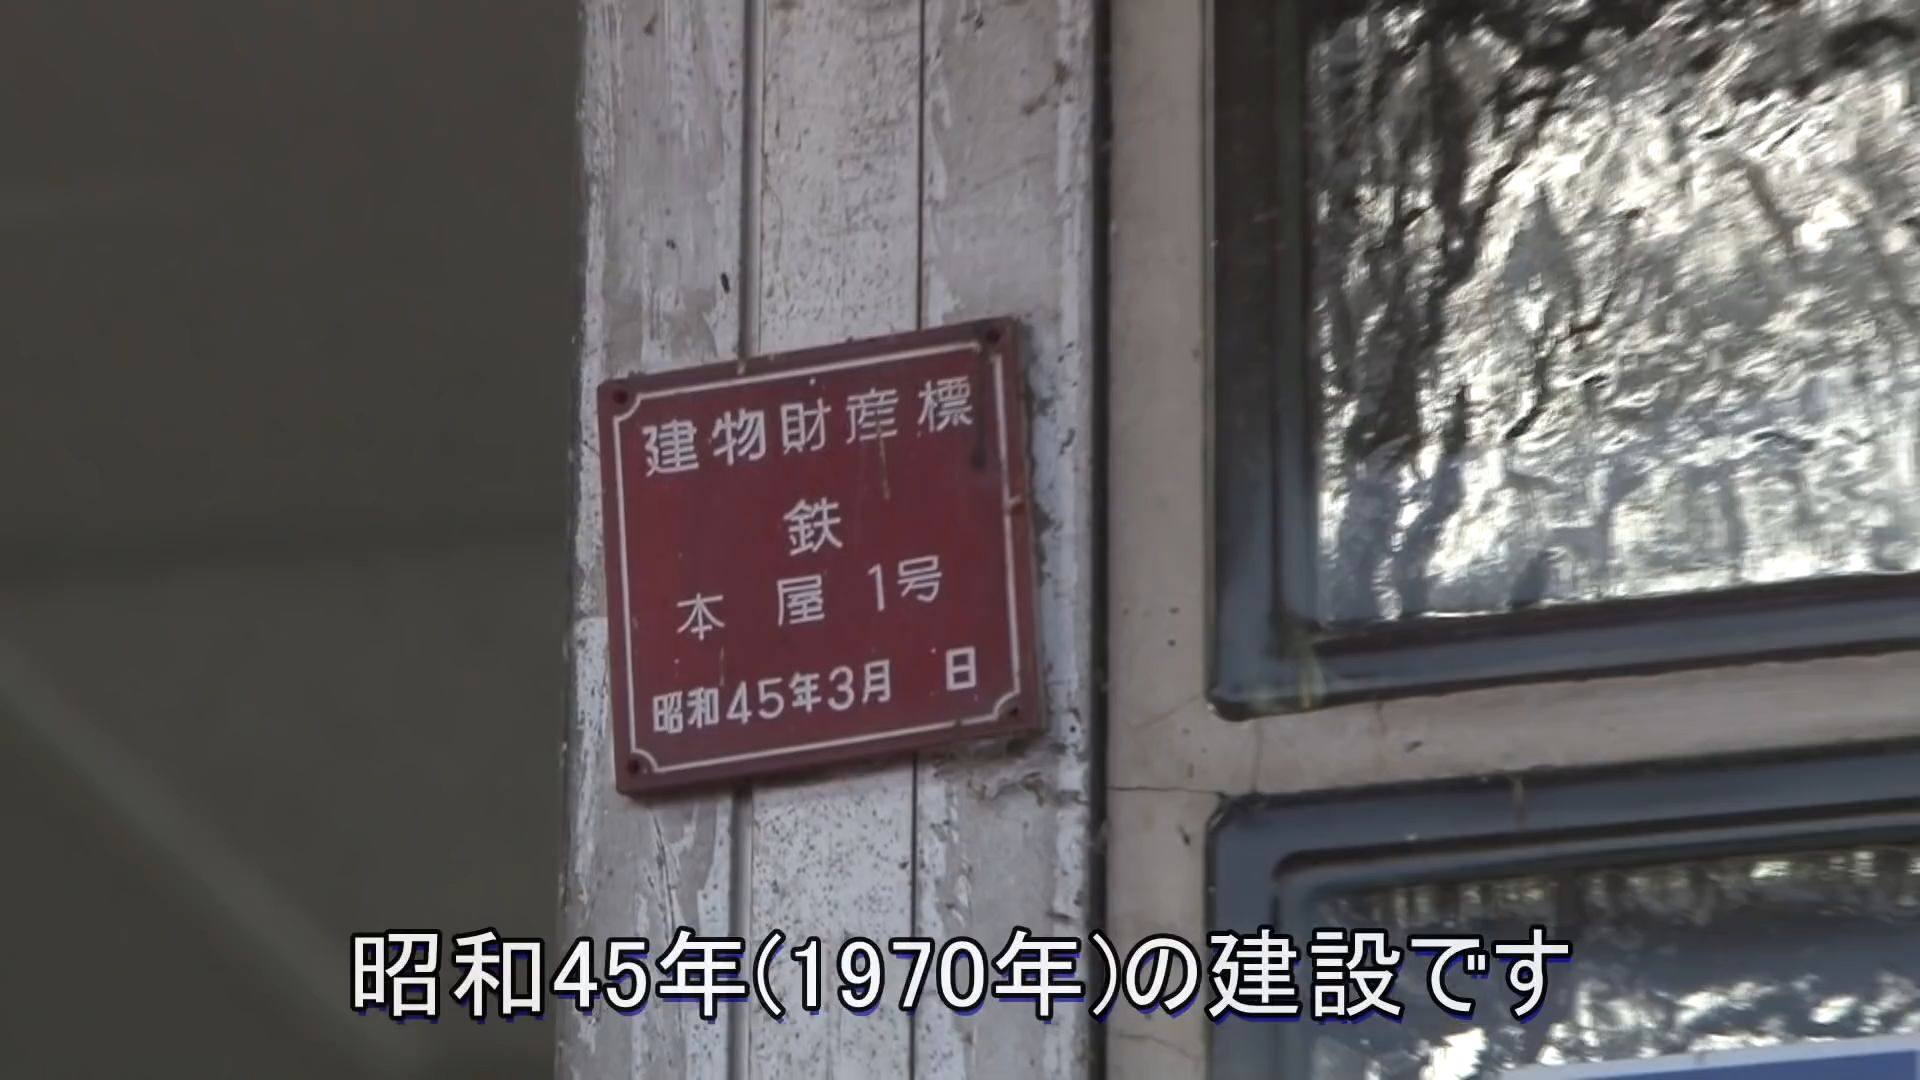 建物財産標
鉄
本 屋 1号
昭和45年3月 日
昭和45年(1970年)の建設です